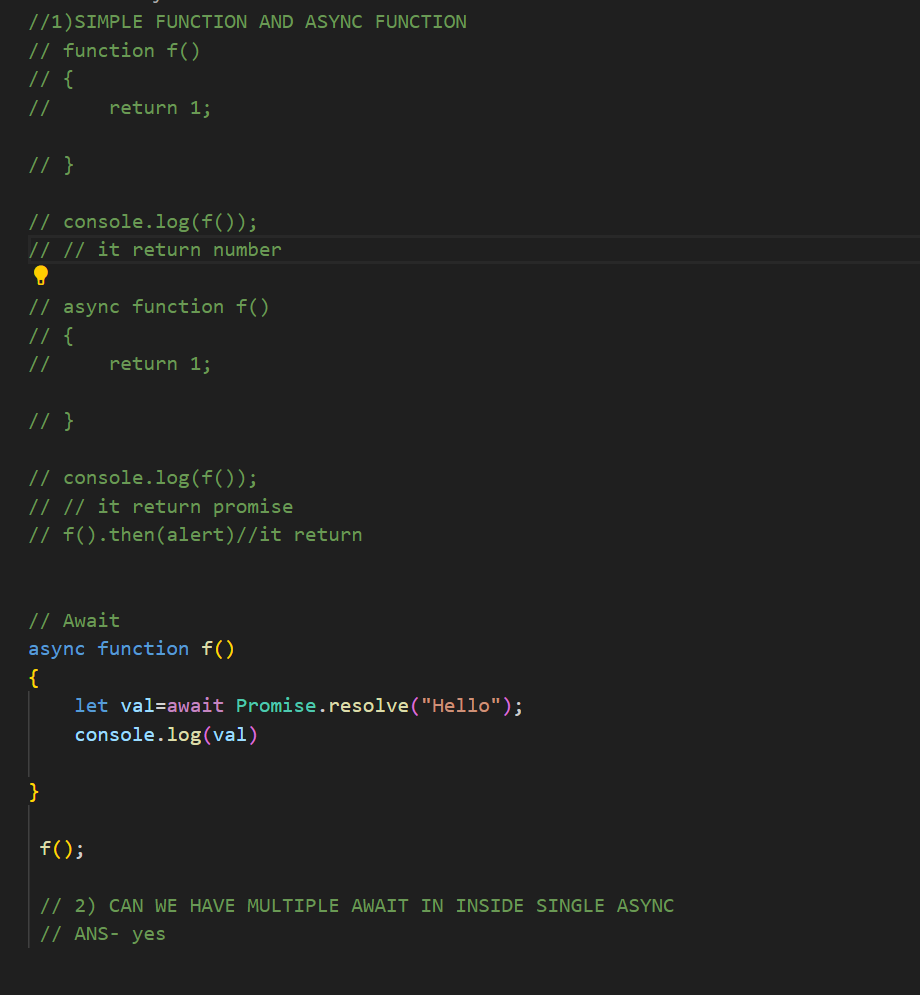 //1)SIMPLE FUNCTION AND ASYNC FUNCTION
// function f()
// {
//     return 1;
// }
// console.log(f());
// // it return number
// async function f()
// {
//     return 1;
// }
// console.log(f());
// // it return promise
// f().then(alert)//it return
// Await
async function f()
{
    let val=await Promise.resolve("Hello");
    console.log(val)
}
 f();
 // 2) CAN WE HAVE MULTIPLE AWAIT IN INSIDE SINGLE ASYNC
 // ANS- yes